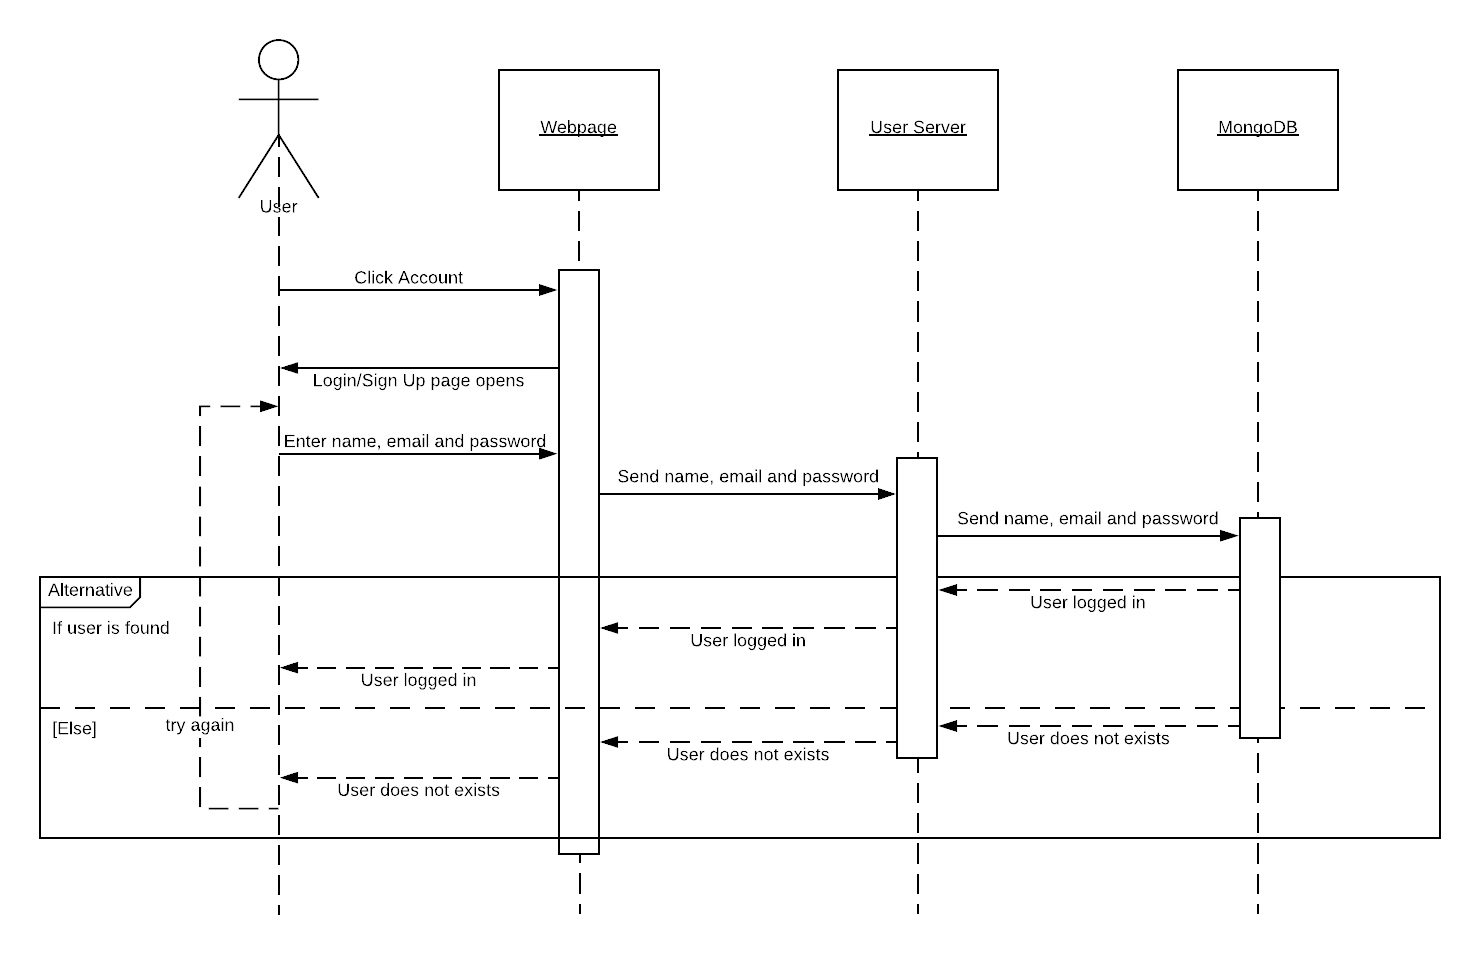 User
Webpage
User Server
MongoDB
Click Account
Login/Sign Up page opens
Enter name, email and password
Send name, email and password
Send name, email and password
Alternative
If user is found
User logged in
User logged in
User logged in
[Else]
try again
User does not exists
User does not exists
User does not exists